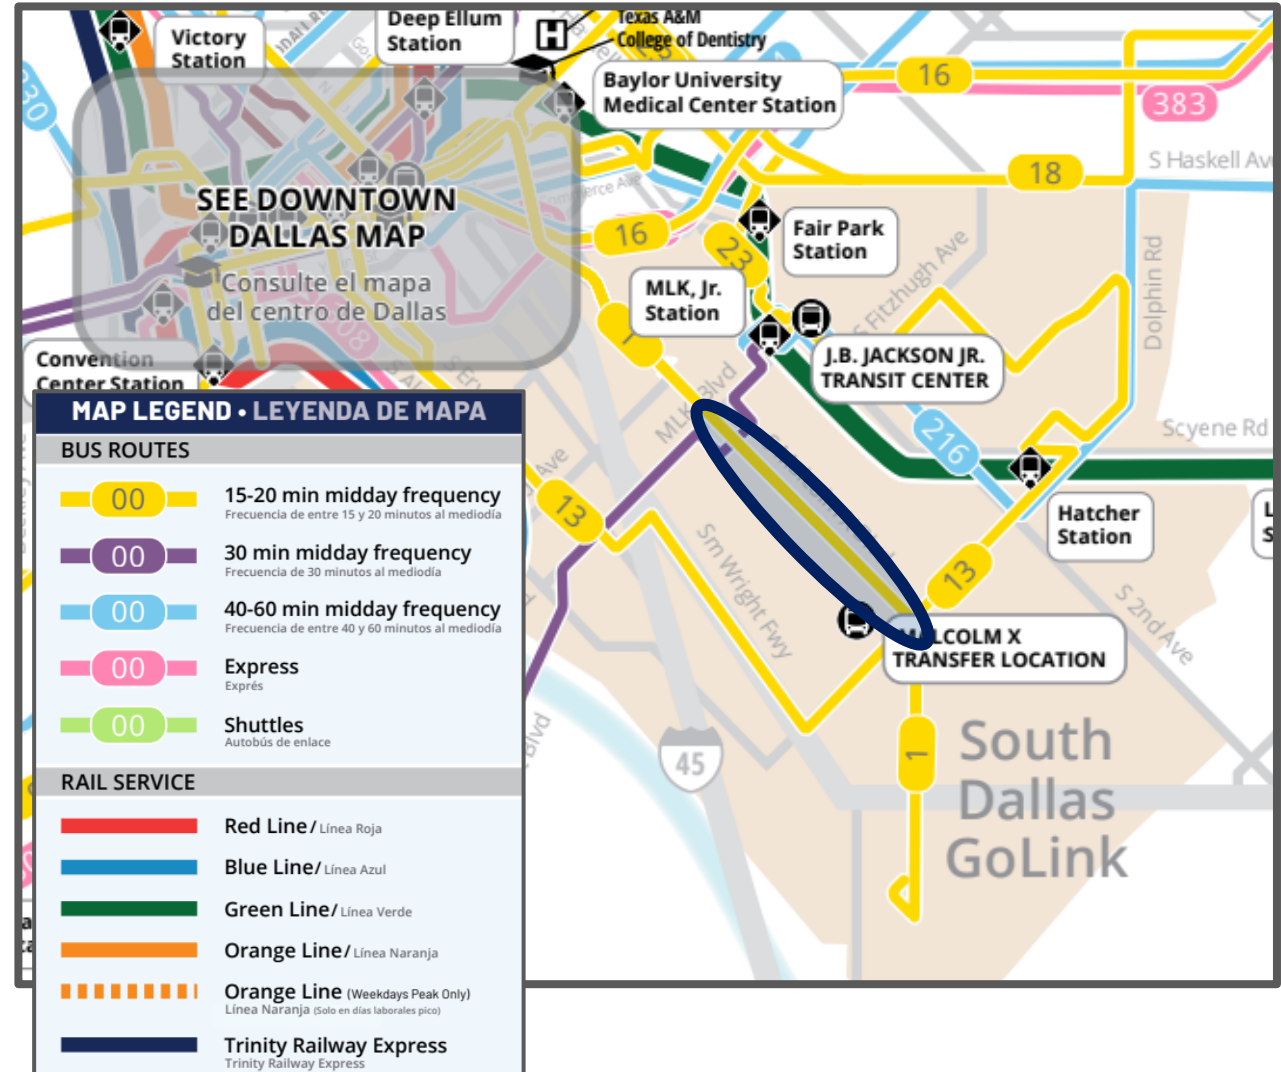 Deep Ellum
Station
Texas A&M
College of Dentistry
Victory
Station
Baylor University
Medical Center Station
16
383
18
S Haskell Av
SEE DOWNTOWN
DALLAS MAP
Consulte el mapa
del centro de Dallas
16
23
Fair Park
Station
MLK, Jr.
Station
1
S Fitzhugh Ave
Dolphin Rd
J.B. JACKSON JR.
TRANSIT CENTER
Convention
Center Station
MLK Blvd
216
Scyene Rd
Hatcher
Station
13
Ave
Sm Wright Fwy
13
S 2nd Ave
TRANSFER LOCATION
45
1
South
Dallas
GoLink
Blvd
MAP LEGEND • LEYENDA DE MAPA
BUS ROUTES
00 15-20 min midday frequency
Frecuencia de entre 15 y 20 minutos al mediodía
00 30 min midday frequency
Frecuencia de 30 minutos al mediodía
00 40-60 min midday frequency
Frecuencia de entre 40 y 60 minutos al mediodía
00 Express
Exprés
00 Shuttles
Autobús de enlace
RAIL SERVICE
Red Line/ Línea Roja
Blue Line/ Línea Azul
Green Line/ Línea Verde
Orange Line/ Línea Naranja
Orange Line (Weekdays Peak Only)
Línea Naranja (Solo en días laborales pico)
Trinity Railway Express
Trinity Railway Express